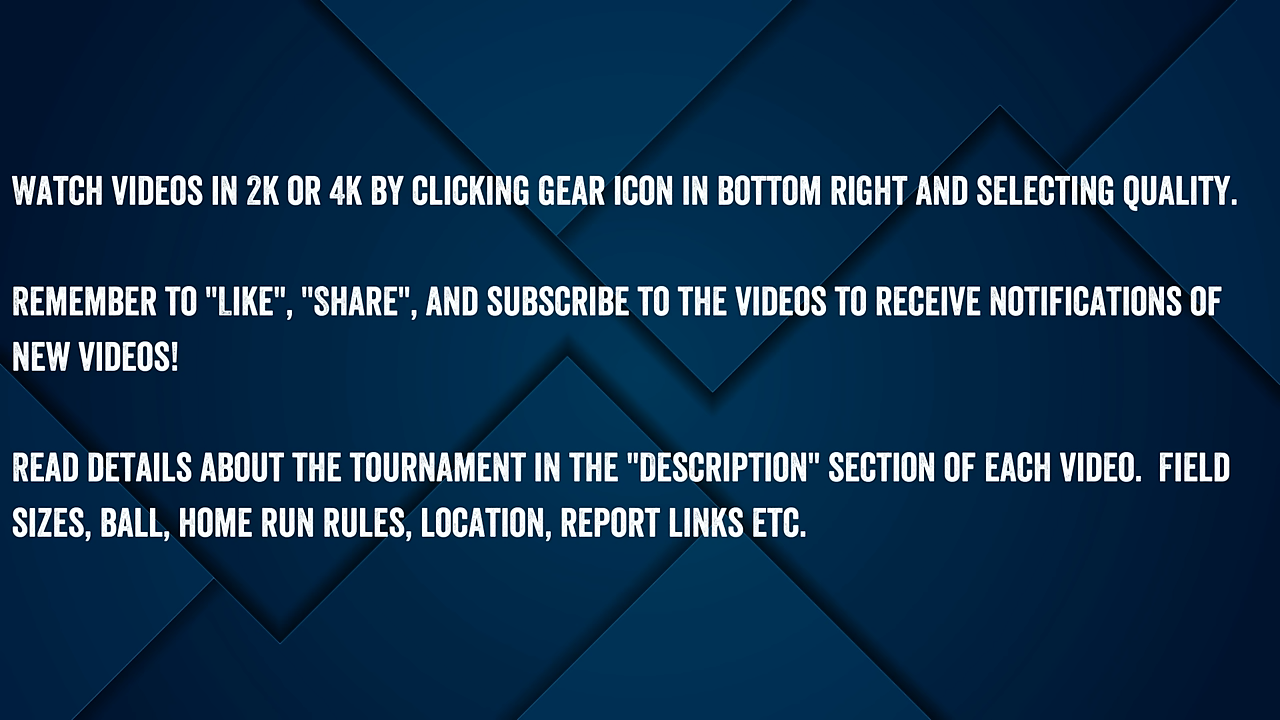 WATCH VIDEOS IN 2K OR 4K BY CLICKING GEAR ICON IN BOTTOM RIGHT AND SELECTING QUALITY.
REMEMBER TO "LIKE", "SHARE", AND SUBSCRIBE TO THE VIDEOS TO RECEIVE NOTIFICATIONS OF
NEW VIDEOS!
READ DETAILS ABOUT THE TOURNAMENT IN THE "DESCRIPTION" SECTION OF EACH VIDEO.  FIELD
SIZES, BALL, HOME RUN RULES, LOCATION, REPORT LINKS ETC.